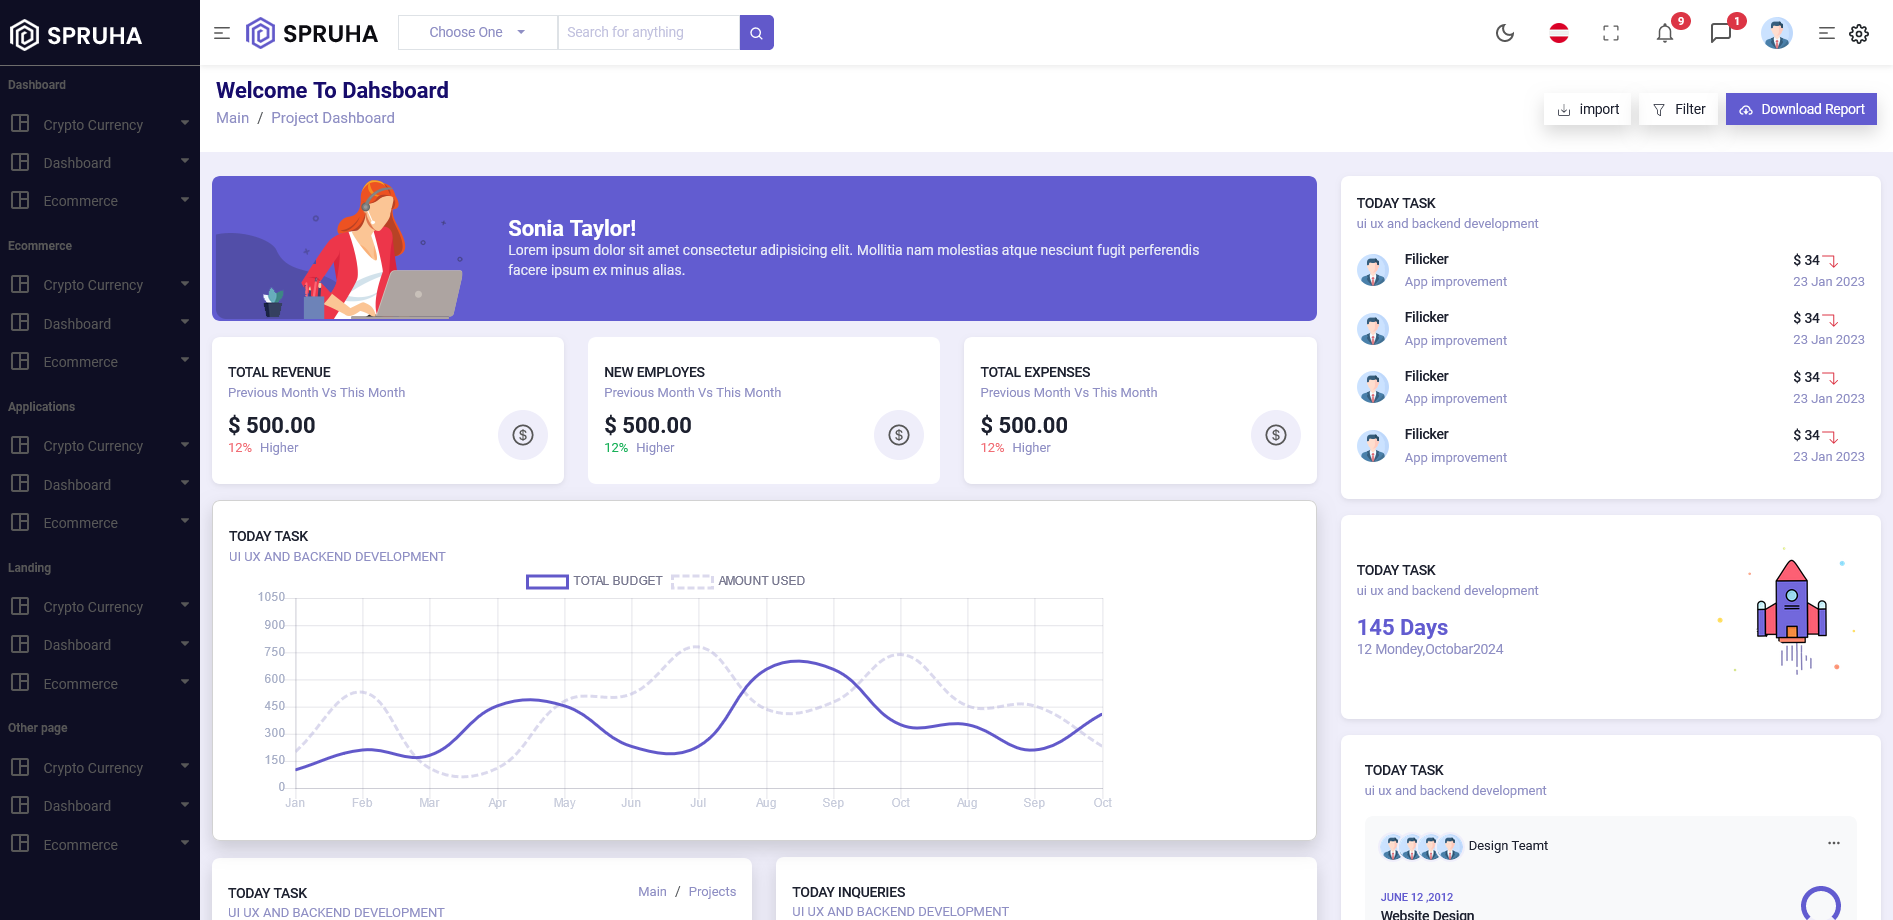 SPRUHA
SPRUHA
Choose One
Search for anything
9
1
Dashboard
Crypto Currency
Dashboard
Ecommerce
Ecommerce
Crypto Currency
Dashboard
Ecommerce
Applications
Crypto Currency
Dashboard
Ecommerce
Landing
Crypto Currency
Dashboard
Ecommerce
Other page
Crypto Currency
Dashboard
Ecommerce
Welcome To Dahsboard
Main / Project Dashboard
import
Filter
Download Report
Sonia Taylor!
Lorem ipsum dolor sit amet consectetur adipisicing elit. Mollitia nam molestias atque nesciunt fugit perferendis
facere ipsum ex minus alias.
TOTAL REVENUE
Previous Month Vs This Month
$ 500.00
12% Higher
$
NEW EMPLOYES
Previous Month Vs This Month
$ 500.00
12% Higher
$
TOTAL EXPENSES
Previous Month Vs This Month
$ 500.00
12% Higher
$
TODAY TASK
UI UX AND BACKEND DEVELOPMENT
TOTAL BUDGET
AMOUNT USED
1050
900
750
600
450
300
150
0
Jan Feb Mar Apr May Jun Jul Aug Sep Oct Aug Sep Oct
TODAY TASK
UI UX AND BACKEND DEVELOPMENT
Main / Projects
TODAY INQUERIES
UI UX AND BACKEND DEVELOPMENT
TODAY TASK
ui ux and backend development
Filicker
$ 34
App improvement
23 Jan 2023
Filicker
$ 34
App improvement
23 Jan 2023
Filicker
$ 34
App improvement
23 Jan 2023
Filicker
$ 34
App improvement
23 Jan 2023
TODAY TASK
ui ux and backend development
145 Days
12 Mondey,Octobar2024
TODAY TASK
ui ux and backend development
Design Teamt
JUNE 12 ,2012
Website Design